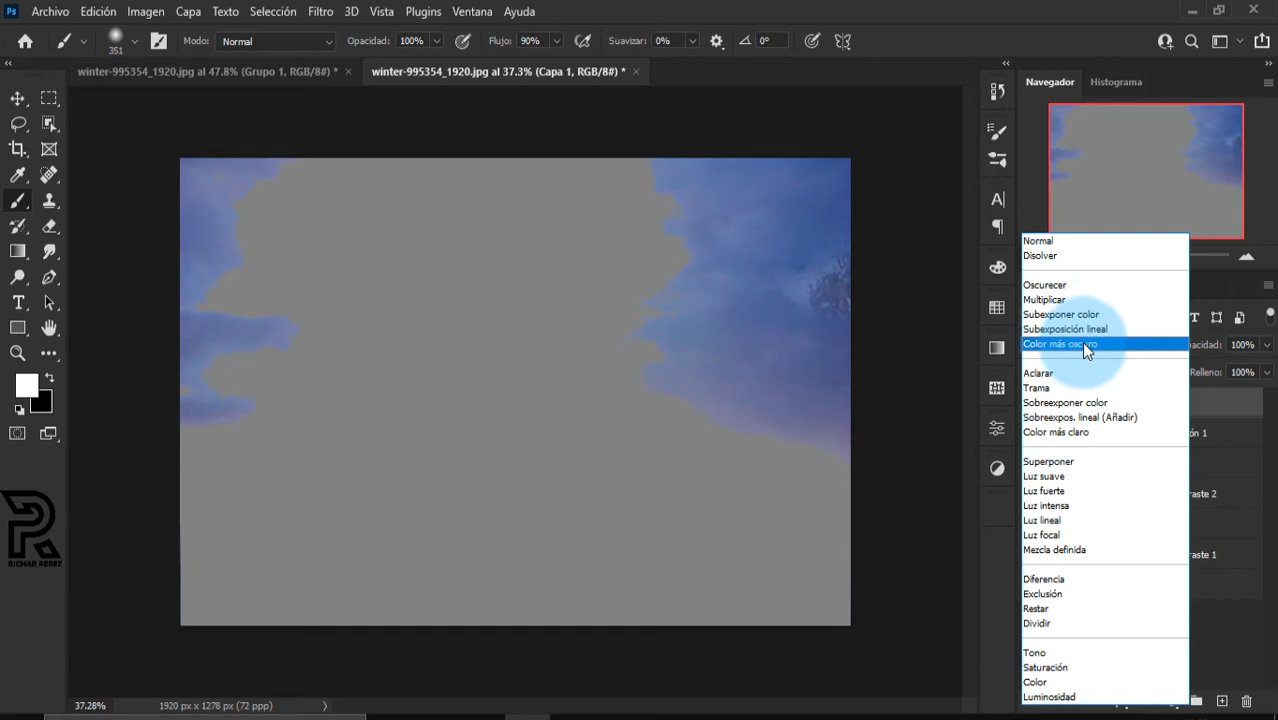 Ps Archivo Edición Imagen Capa Texto Selección Filtro 3D Vista Plugins Ventana Ayuda
351 Modo: Normal Opacidad: 100% Flujo: 90% Suavizar: 0% 0°
winter-995354_1920.jpg al 47.8% (Grupo 1, RGB/8#) * × winter-995354_1920.jpg al 37.3% (Capa 1, RGB/8#) * ×
Navegador Histograma
Normal
Disolver
Oscurecer
Multiplicar
Subexponer color
Subexposición lineal
Color más oscuro
Aclarar
Trama
Sobreexponer color
Sobreexpos. lineal (Añadir)
Color más claro
Superponer
Luz suave
Luz fuerte
Luz intensa
Luz lineal
Luz focal
Mezcla definida
Diferencia
Exclusión
Restar
Dividir
Tono
Saturación
Color
Luminosidad
pacidad: 100%
Relleno: 100%
ón 1
raste 2
raste 1
R
RICHAR PEREZ
37.28% 1920 px x 1278 px (72 ppp)